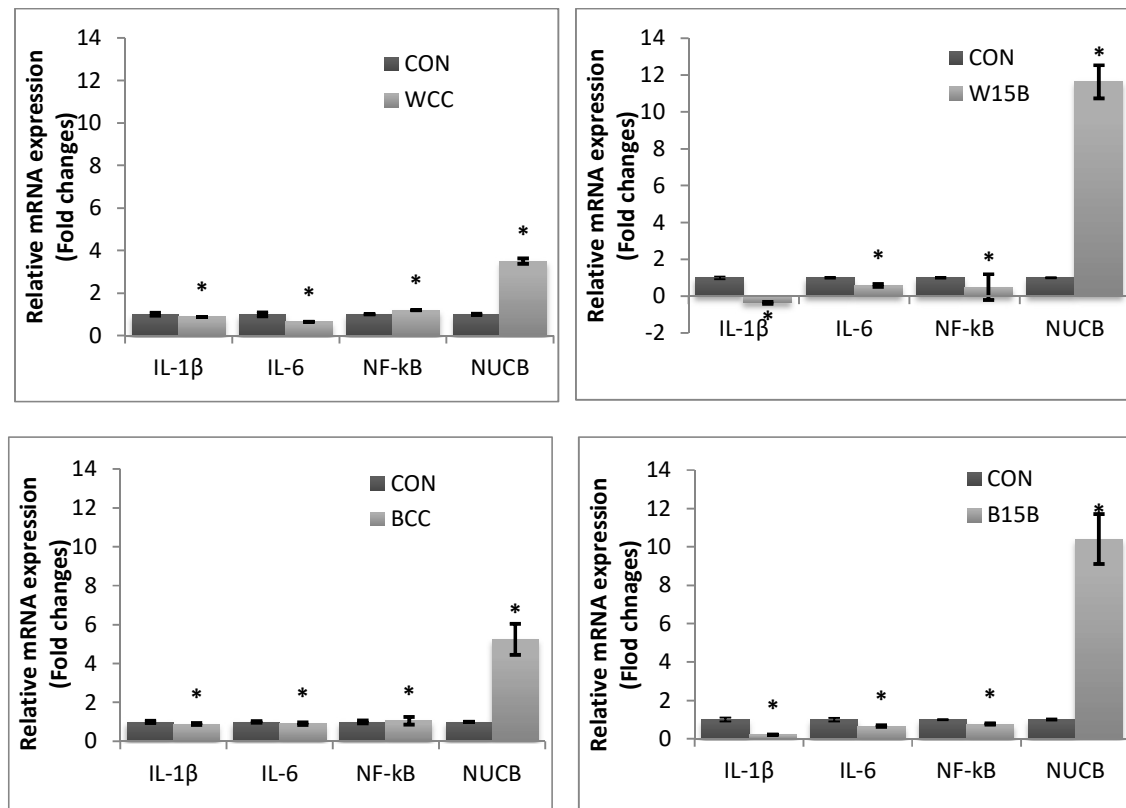 Relative mRNA expression
(Fold changes)
14
12
10
8
6
4
2
0
CON
WCC
*
*
*
*
IL-1β
IL-6
NF-kB
NUCB
Relative mRNA expression
(Fold changes)
14
12
10
8
6
4
2
0
-2
CON
W15B
*
*
*
*
IL-1β
IL-6
NF-kB
NUCB
Relative mRNA expression
(Fold changes)
14
12
10
8
6
4
2
0
CON
BCC
*
*
*
*
IL-1β
IL-6
NF-kB
NUCB
Relative mRNA expression
(Flod chnages)
14
12
10
8
6
4
2
0
CON
B15B
*
*
*
*
IL-1β
IL-6
NF-kB
NUCB